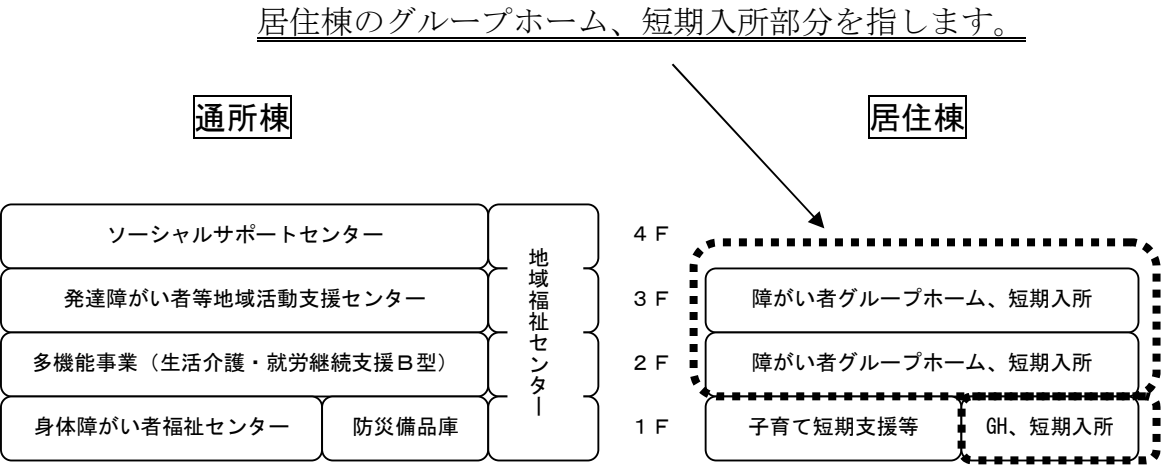 居住棟のグループホーム、短期入所部分を指します。
通所棟
居住棟
ソーシャルサポートセンター
地域福祉センター
４Ｆ
発達障がい者等地域活動支援センター
３Ｆ
障がい者グループホーム、短期入所
多機能事業（生活介護・就労継続支援Ｂ型）
２Ｆ
障がい者グループホーム、短期入所
身体障がい者福祉センター
防災備品庫
１Ｆ
子育て短期支援等
GH、短期入所